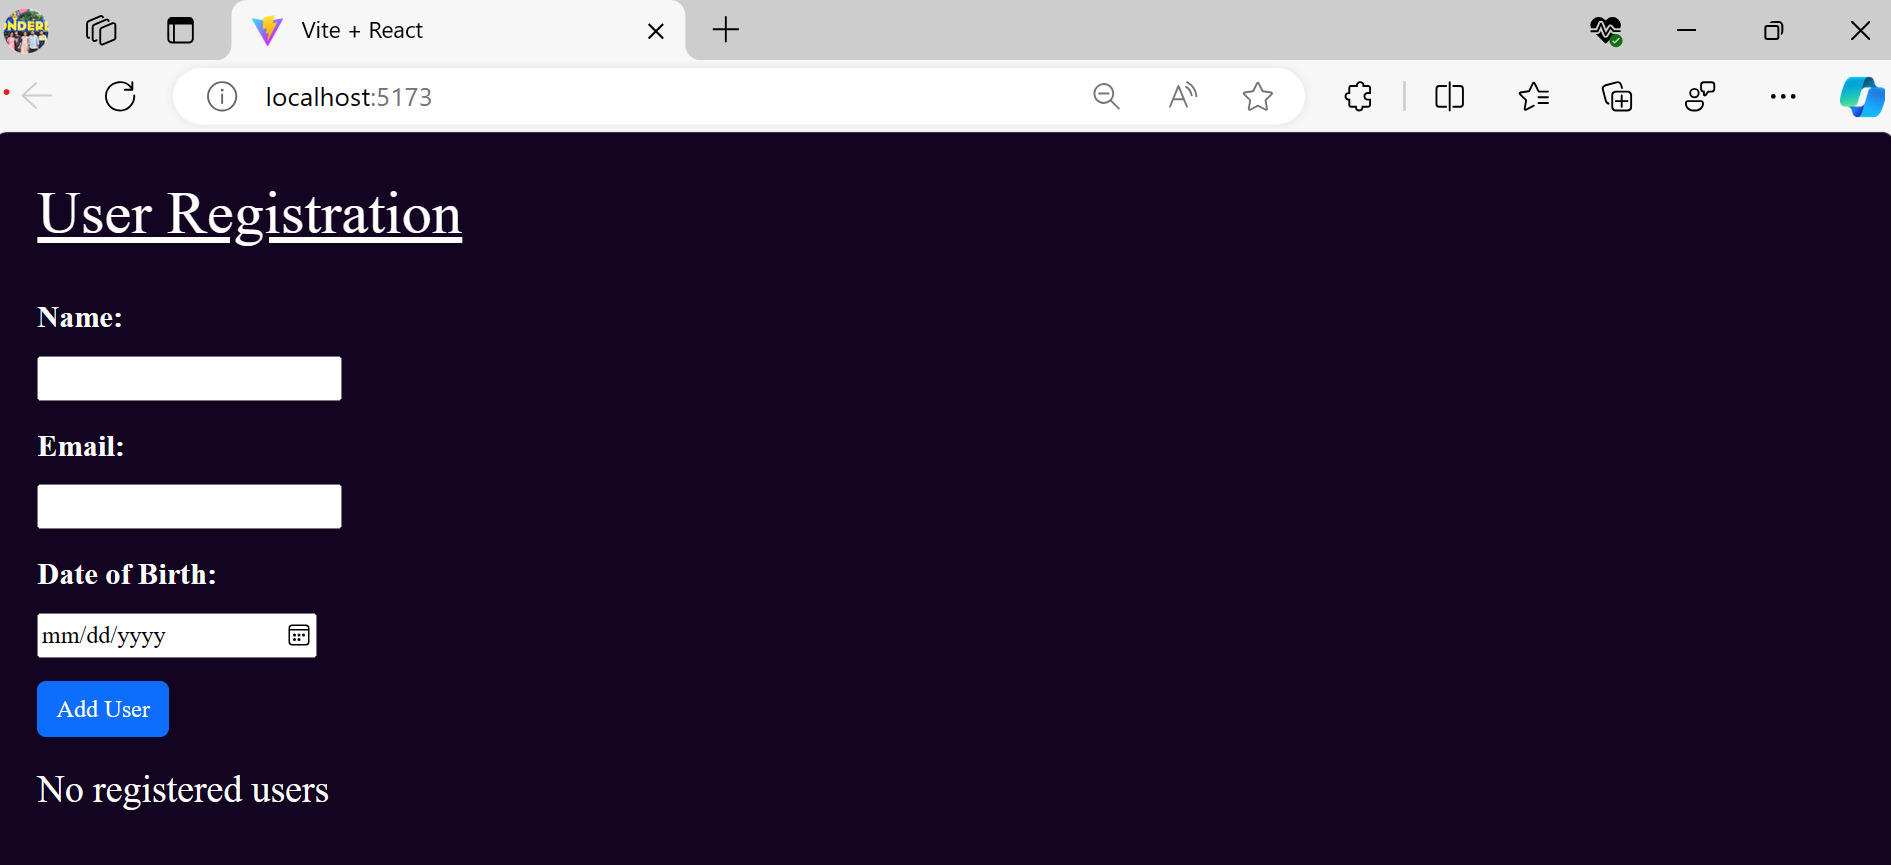 NDER
Vite + React
localhost:5173
User Registration
Name:
Email:
Date of Birth:
mm/dd/yyyy
Add User
No registered users